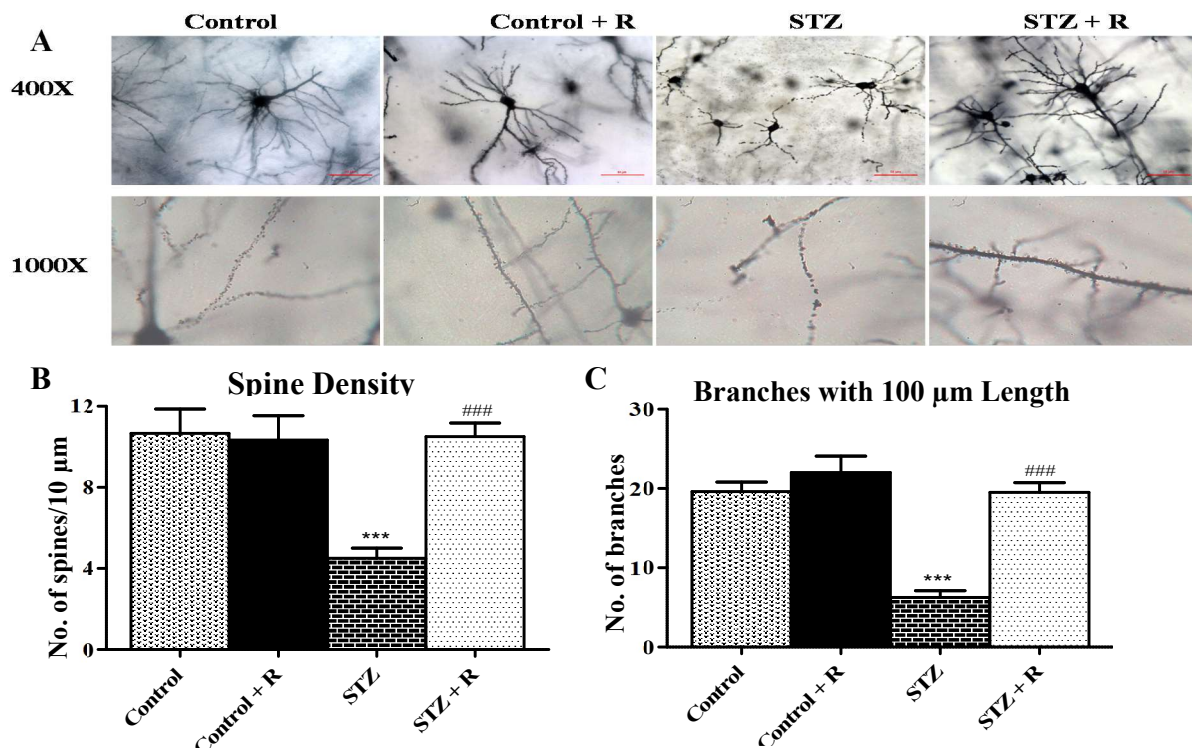 Control Control + R STZ STZ + R
A
400X
1000X
B
Spine Density
No. of spines/10 µm
12
8
4
0
***
###
Control
Control + R
STZ
STZ + R
C
Branches with 100 µm Length
No. of branches
30
20
10
0
***
###
Control
Control + R
STZ
STZ + R